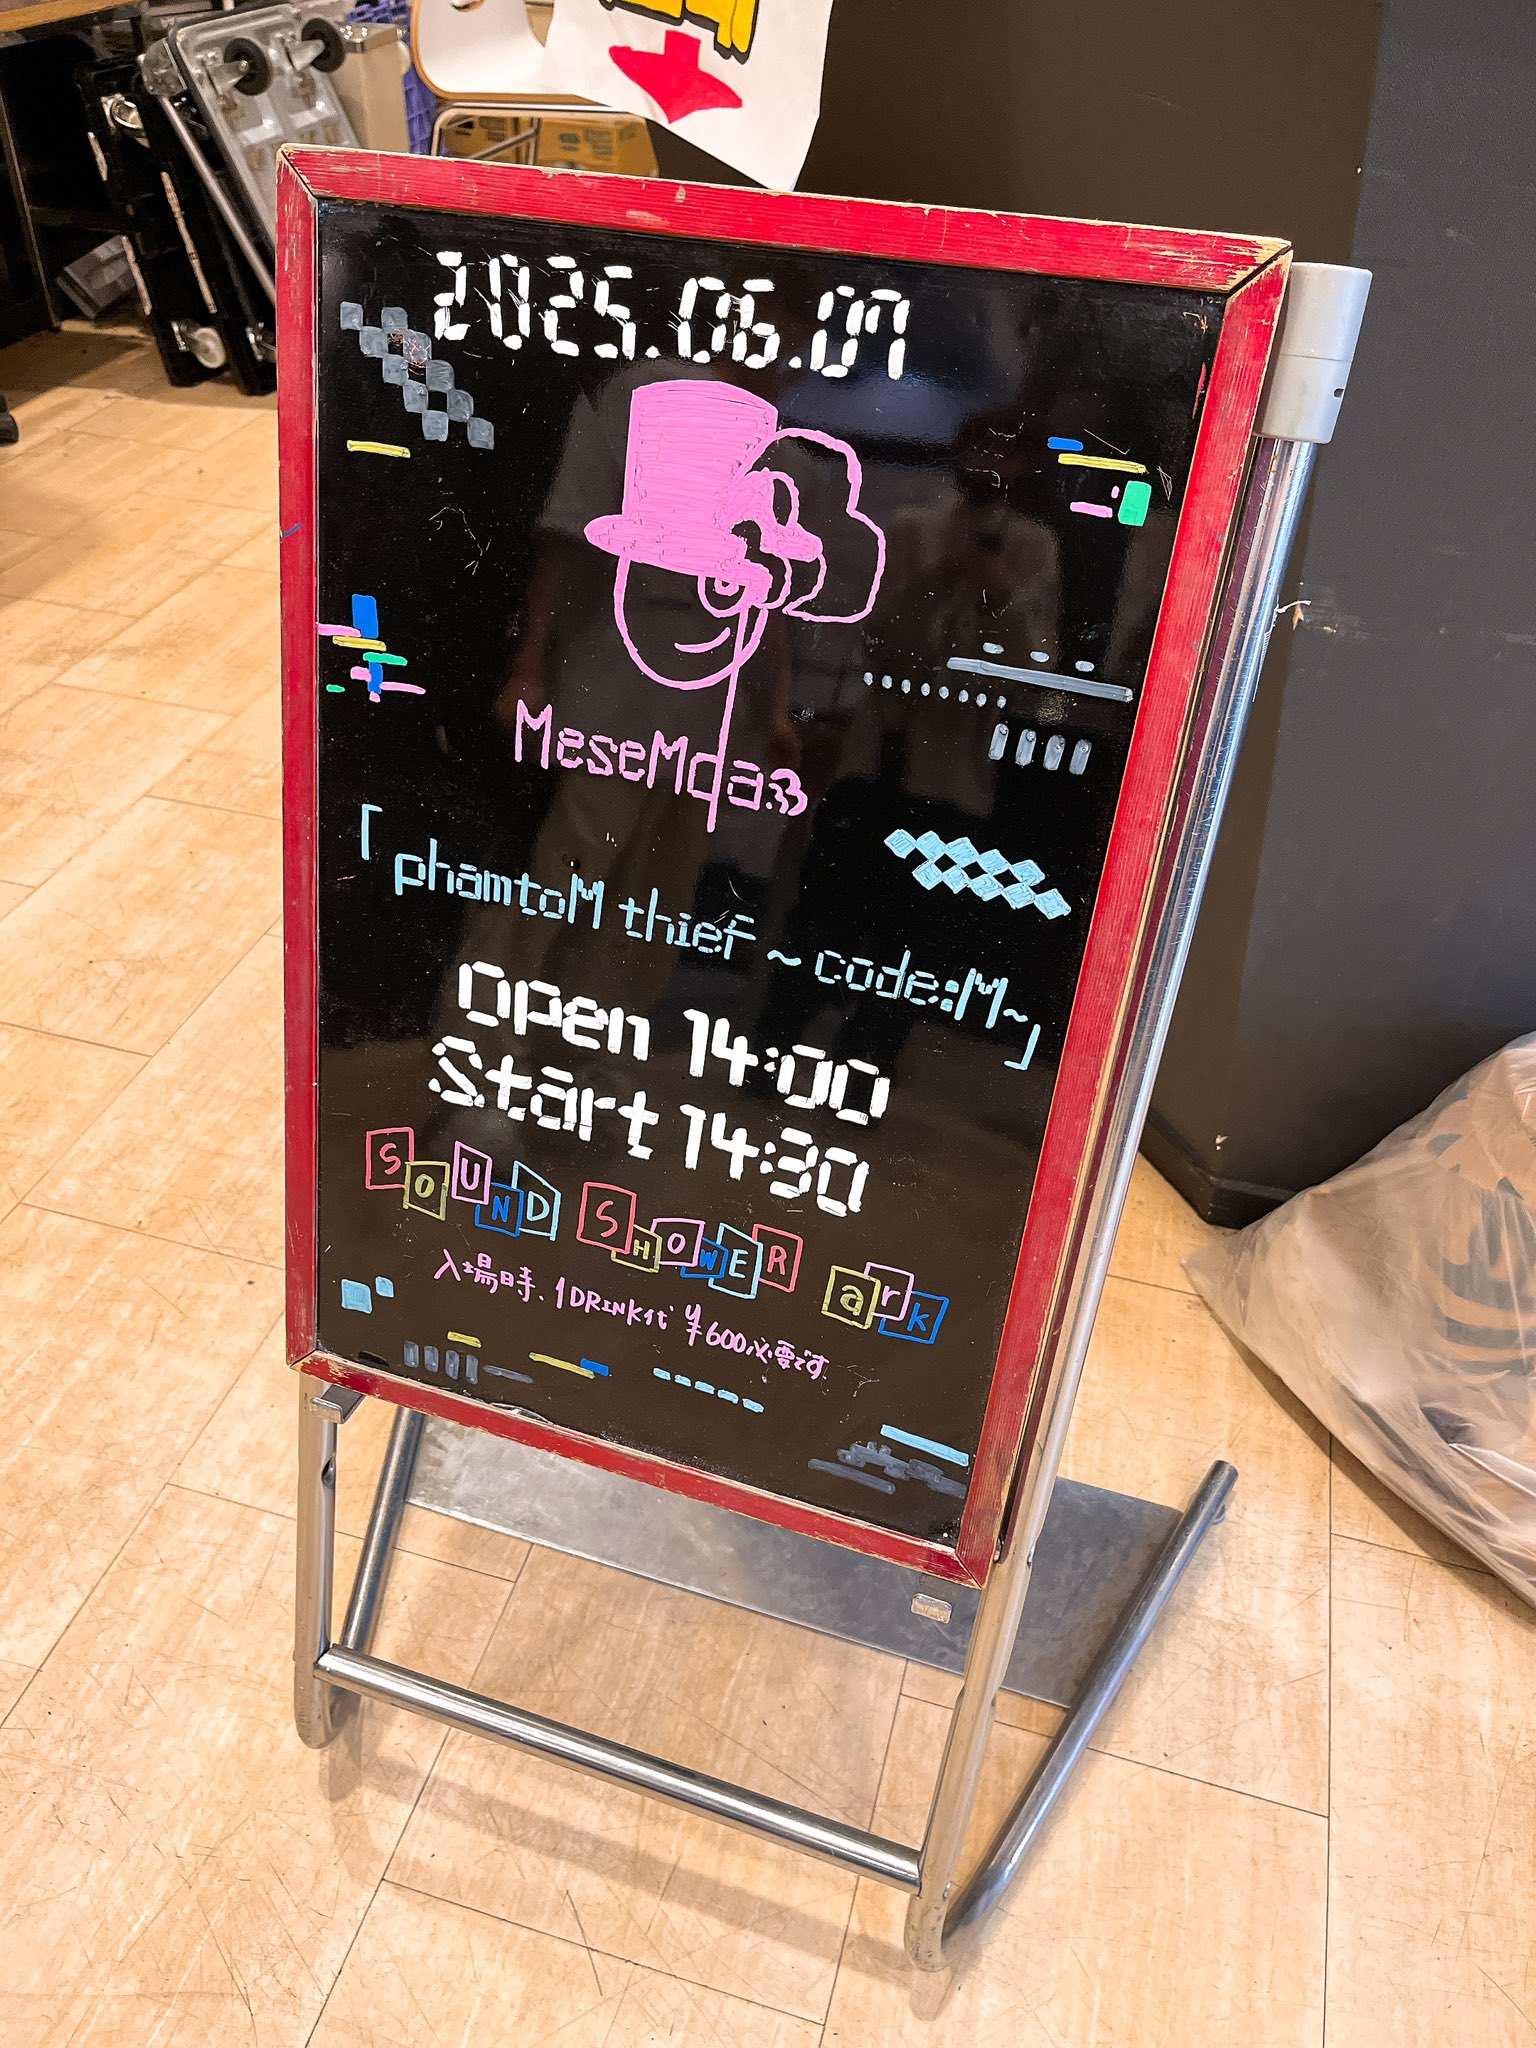 2025.06.07
MeseMoa.
「phamtoM thief ~code:M~」
open 14:00
Start 14:30
SOUND SHOWER ark
入場時、1DRINK代 ¥600必要です